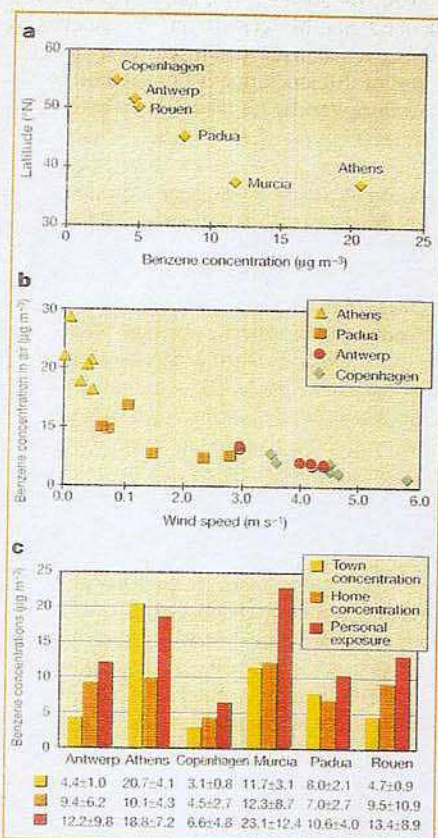 a
60
Copenhagen
Antwerp
50
Rouen
Padua
Latitude (°N)
40
Murcia
Athens
30
0 5 10 15 20 25
Benzene concentration (µg m⁻³)
b
30
Athens
Padua
Antwerp
Copenhagen
Benzene concentration in air (µg m⁻³)
15
0
0.0 0.1 2.0 3.0 4.0 5.0 6.0
Wind speed (m s⁻¹)
c
25
Town concentration
Home concentration
Personal exposure
20
15
10
5
0
Benzene concentrations (µg m⁻³)
Antwerp Athens Copenhagen Murcia Padua Rouen
4.4±1.0 20.7±4.1 3.1±0.8 11.7±3.1 8.0±2.1 4.7±0.9
9.4±6.2 10.1±4.3 4.5±2.7 12.3±8.7 7.0±2.7 9.5±10.9
12.2±9.8 18.8±7.2 6.6±4.8 23.1±12.4 10.6±4.0 13.4±8.9